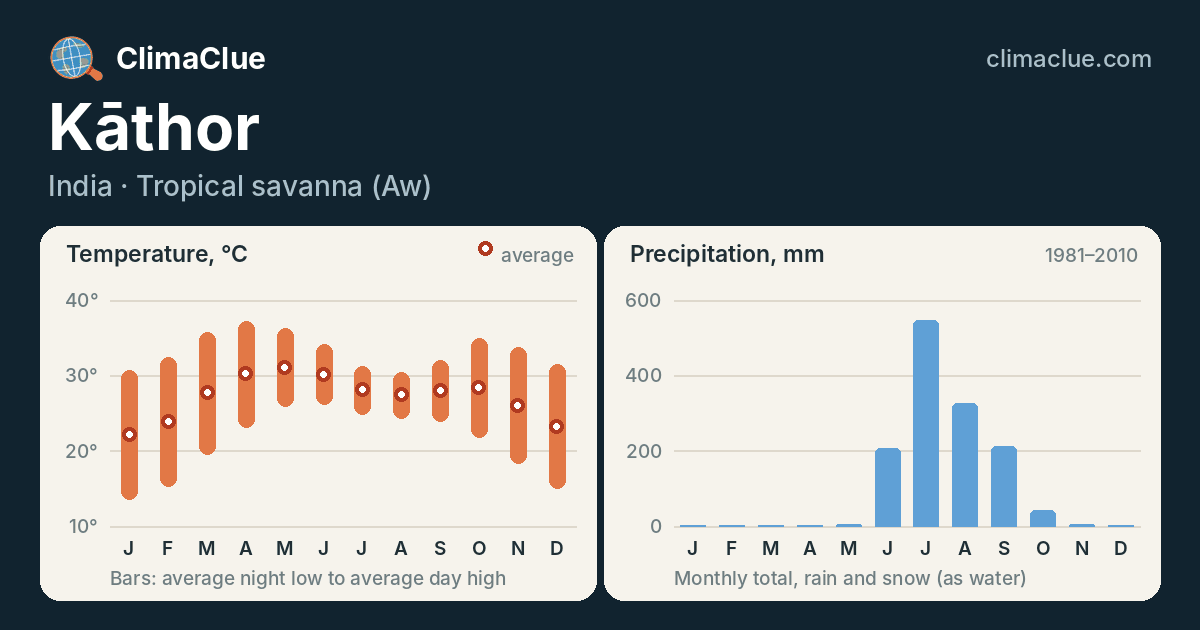 ClimaClue
climaclue.com
Kāthor
India · Tropical savanna (Aw)
Temperature, °C
average
40°
30°
20°
10°
J F M A M J J A S O N D
Bars: average night low to average day high
Precipitation, mm
1981–2010
600
400
200
0
J F M A M J J A S O N D
Monthly total, rain and snow (as water)